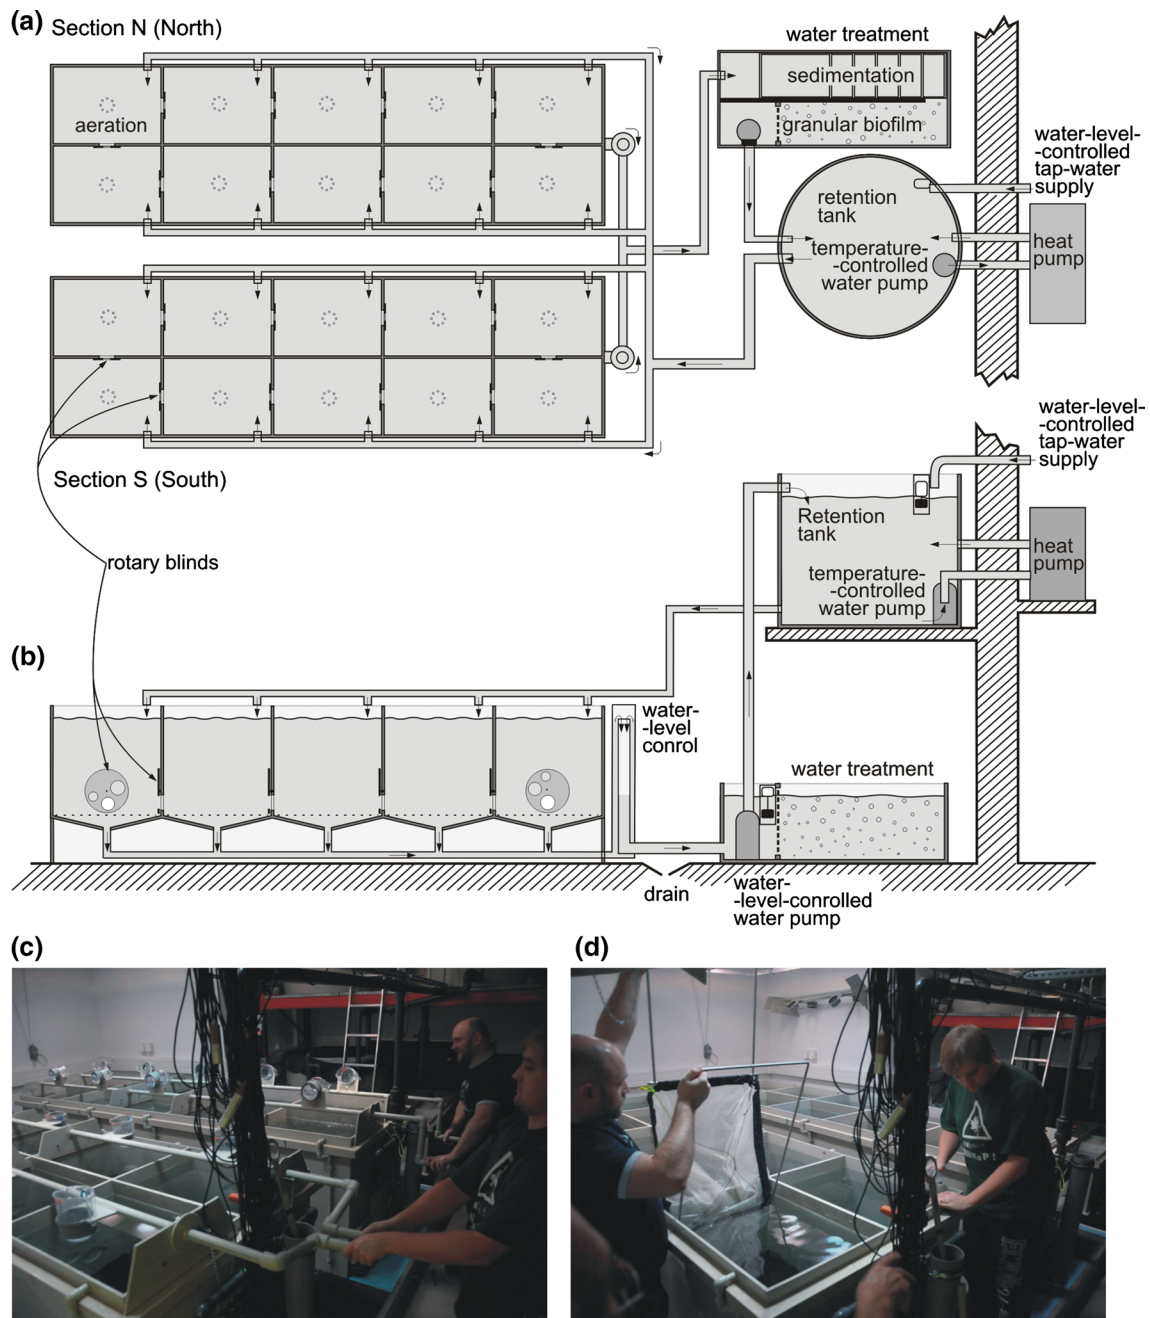 (a)
Section N (North)
water treatment
sedimentation
aeration
granular biofilm
water-level-
-controlled
tap-water
supply
retention
tank
temperature-
-controlled
water pump
heat
pump
Section S (South)
water-level-
-controlled
tap-water
supply
Retention
tank
rotary blinds
heat
pump
temperature-
-controlled
water pump
(b)
water-
-level
conrol
water treatment
drain
water-
-level-conrolled
water pump
(c)
(d)